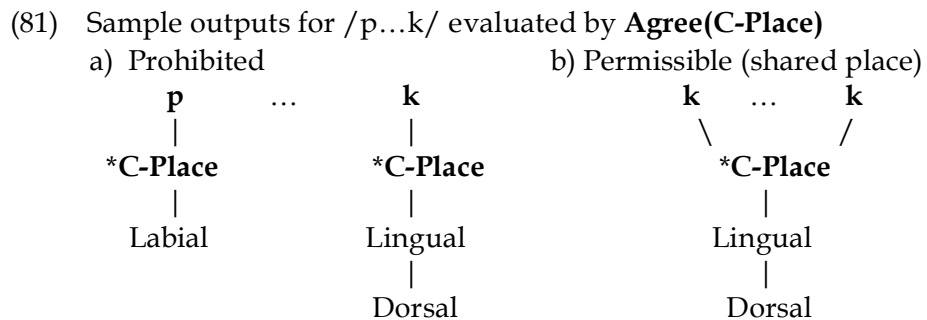 (81) Sample outputs for /p…k/ evaluated by Agree(C-Place)
a) Prohibited b) Permissible (shared place)
p … k k … k
| | \ /
*C-Place *C-Place *C-Place
| | |
Labial Lingual Lingual
| |
Dorsal Dorsal